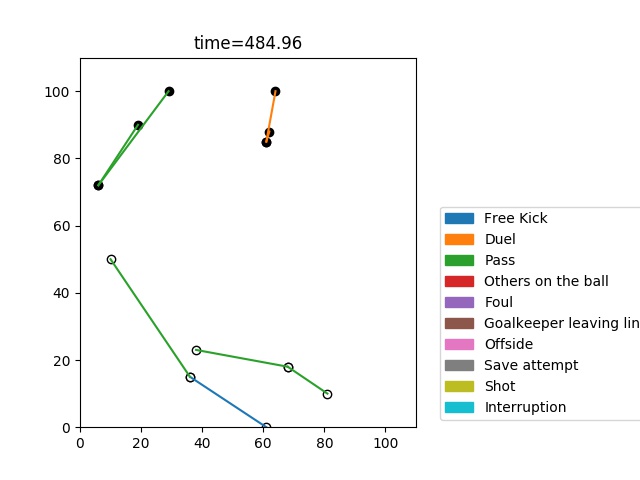 time=484.96
100
80
60
40
20
0
0 20 40 60 80 100
Free Kick
Duel
Pass
Others on the ball
Foul
Goalkeeper leaving lin
Offside
Save attempt
Shot
Interruption